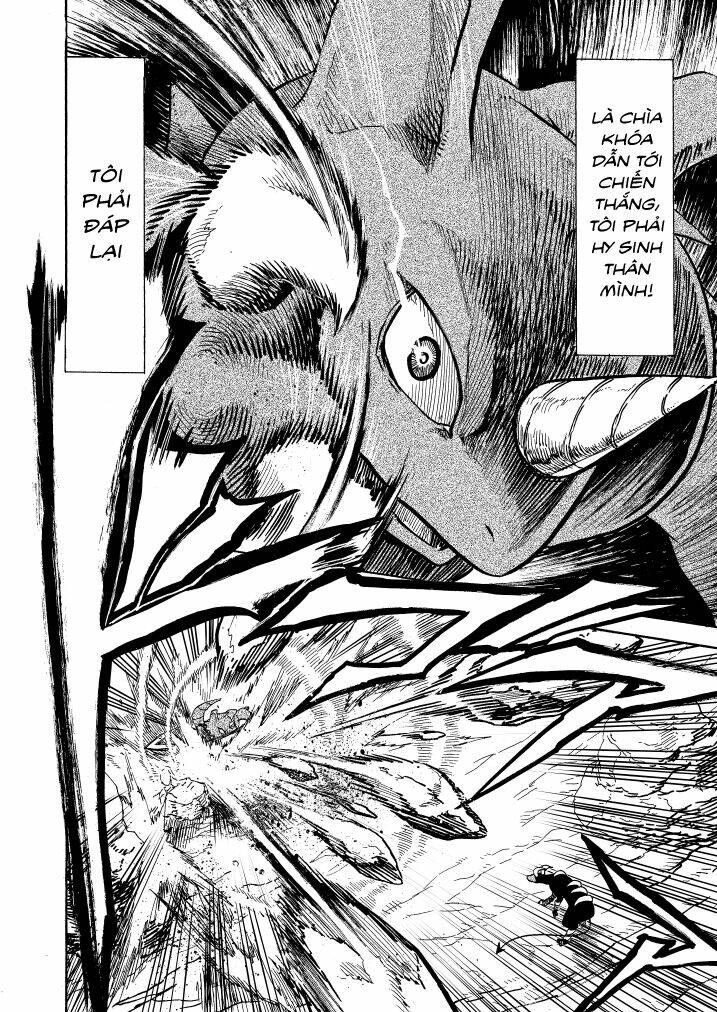 LÀ CHÌA
KHÓA
DẪN TỚI
CHIẾN
THẮNG,
TÔI PHẢI
HY SINH
THÂN
MÌNH!
TÔI
PHẢI
ĐÁP
LẠI